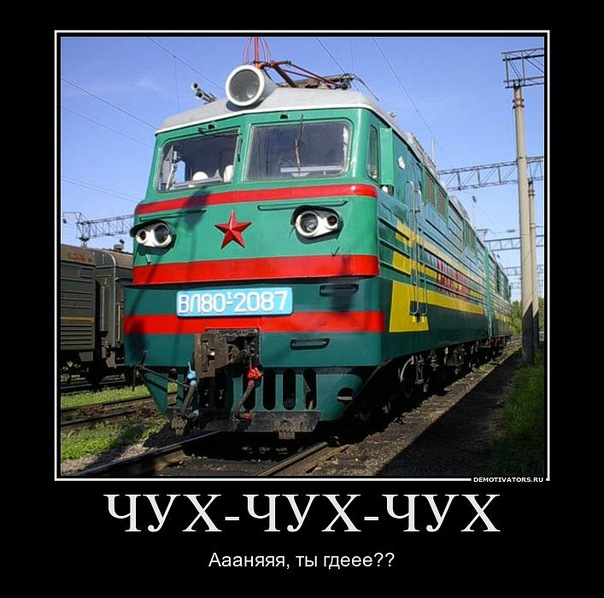 ВЛ80Т-2087
DEMOTIVATORS.RU
ЧУХ-ЧУХ-ЧУХ
Аааняяя, ты гдеее??